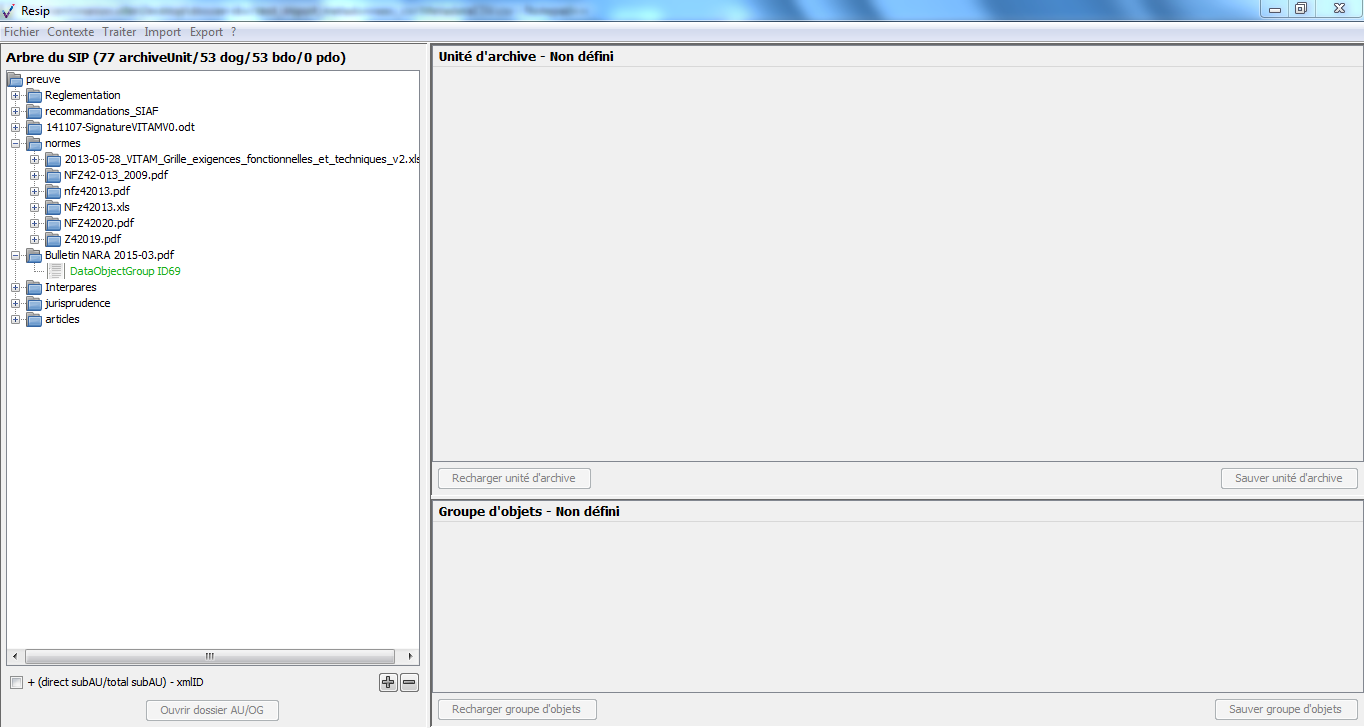 Resip
Fichier Contexte Traiter Import Export ?
Arbre du SIP (77 archiveUnit/53 dog/53 bdo/0 pdo)
preuve
Reglementation
recommandations_SIAF
141107-SignatureVITAMV0.odt
normes
2013-05-28_VITAM_Grille_exigences_fonctionnelles_et_techniques_v2.xls
NFZ42-013_2009.pdf
nfz42013.pdf
NFz42013.xls
NFZ42020.pdf
Z42019.pdf
Bulletin NARA 2015-03.pdf
DataObjectGroup ID69
Interpares
jurisprudence
articles
+ (direct subAU/total subAU) - xmlID
Ouvrir dossier AU/OG
Unité d'archive - Non défini
Recharger unité d'archive
Sauver unité d'archive
Groupe d'objets - Non défini
Recharger groupe d'objets
Sauver groupe d'objets